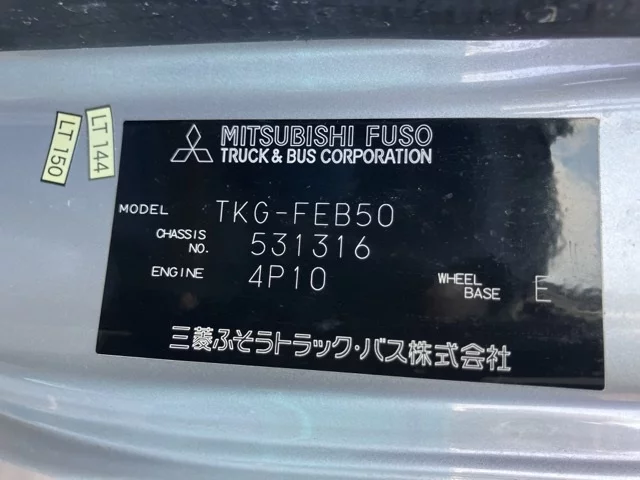 LT 150
LT 144
MITSUBISHI FUSO
TRUCK & BUS CORPORATION
MODEL TKG-FEB50
CHASSIS NO. 531316
ENGINE 4P10
WHEEL BASE E
三菱ふそうトラック・バス株式会社